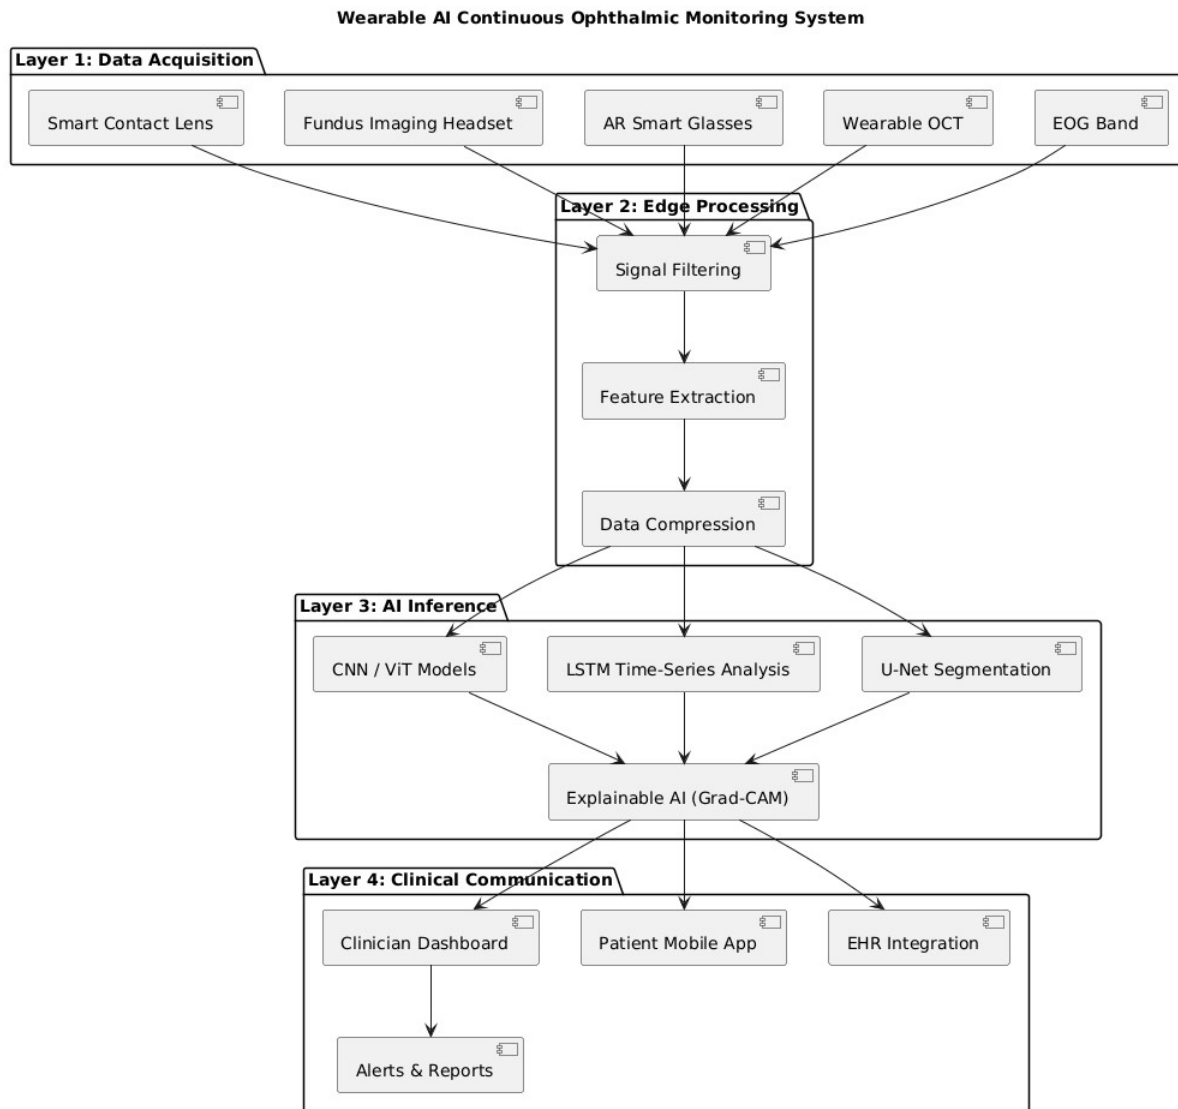 Wearable AI Continuous Ophthalmic Monitoring System
Layer 1: Data Acquisition
Smart Contact Lens
Fundus Imaging Headset
AR Smart Glasses
Wearable OCT
EOG Band
Layer 2: Edge Processing
Signal Filtering
Feature Extraction
Data Compression
Layer 3: AI Inference
CNN / ViT Models
LSTM Time-Series Analysis
U-Net Segmentation
Explainable AI (Grad-CAM)
Layer 4: Clinical Communication
Clinician Dashboard
Patient Mobile App
EHR Integration
Alerts & Reports